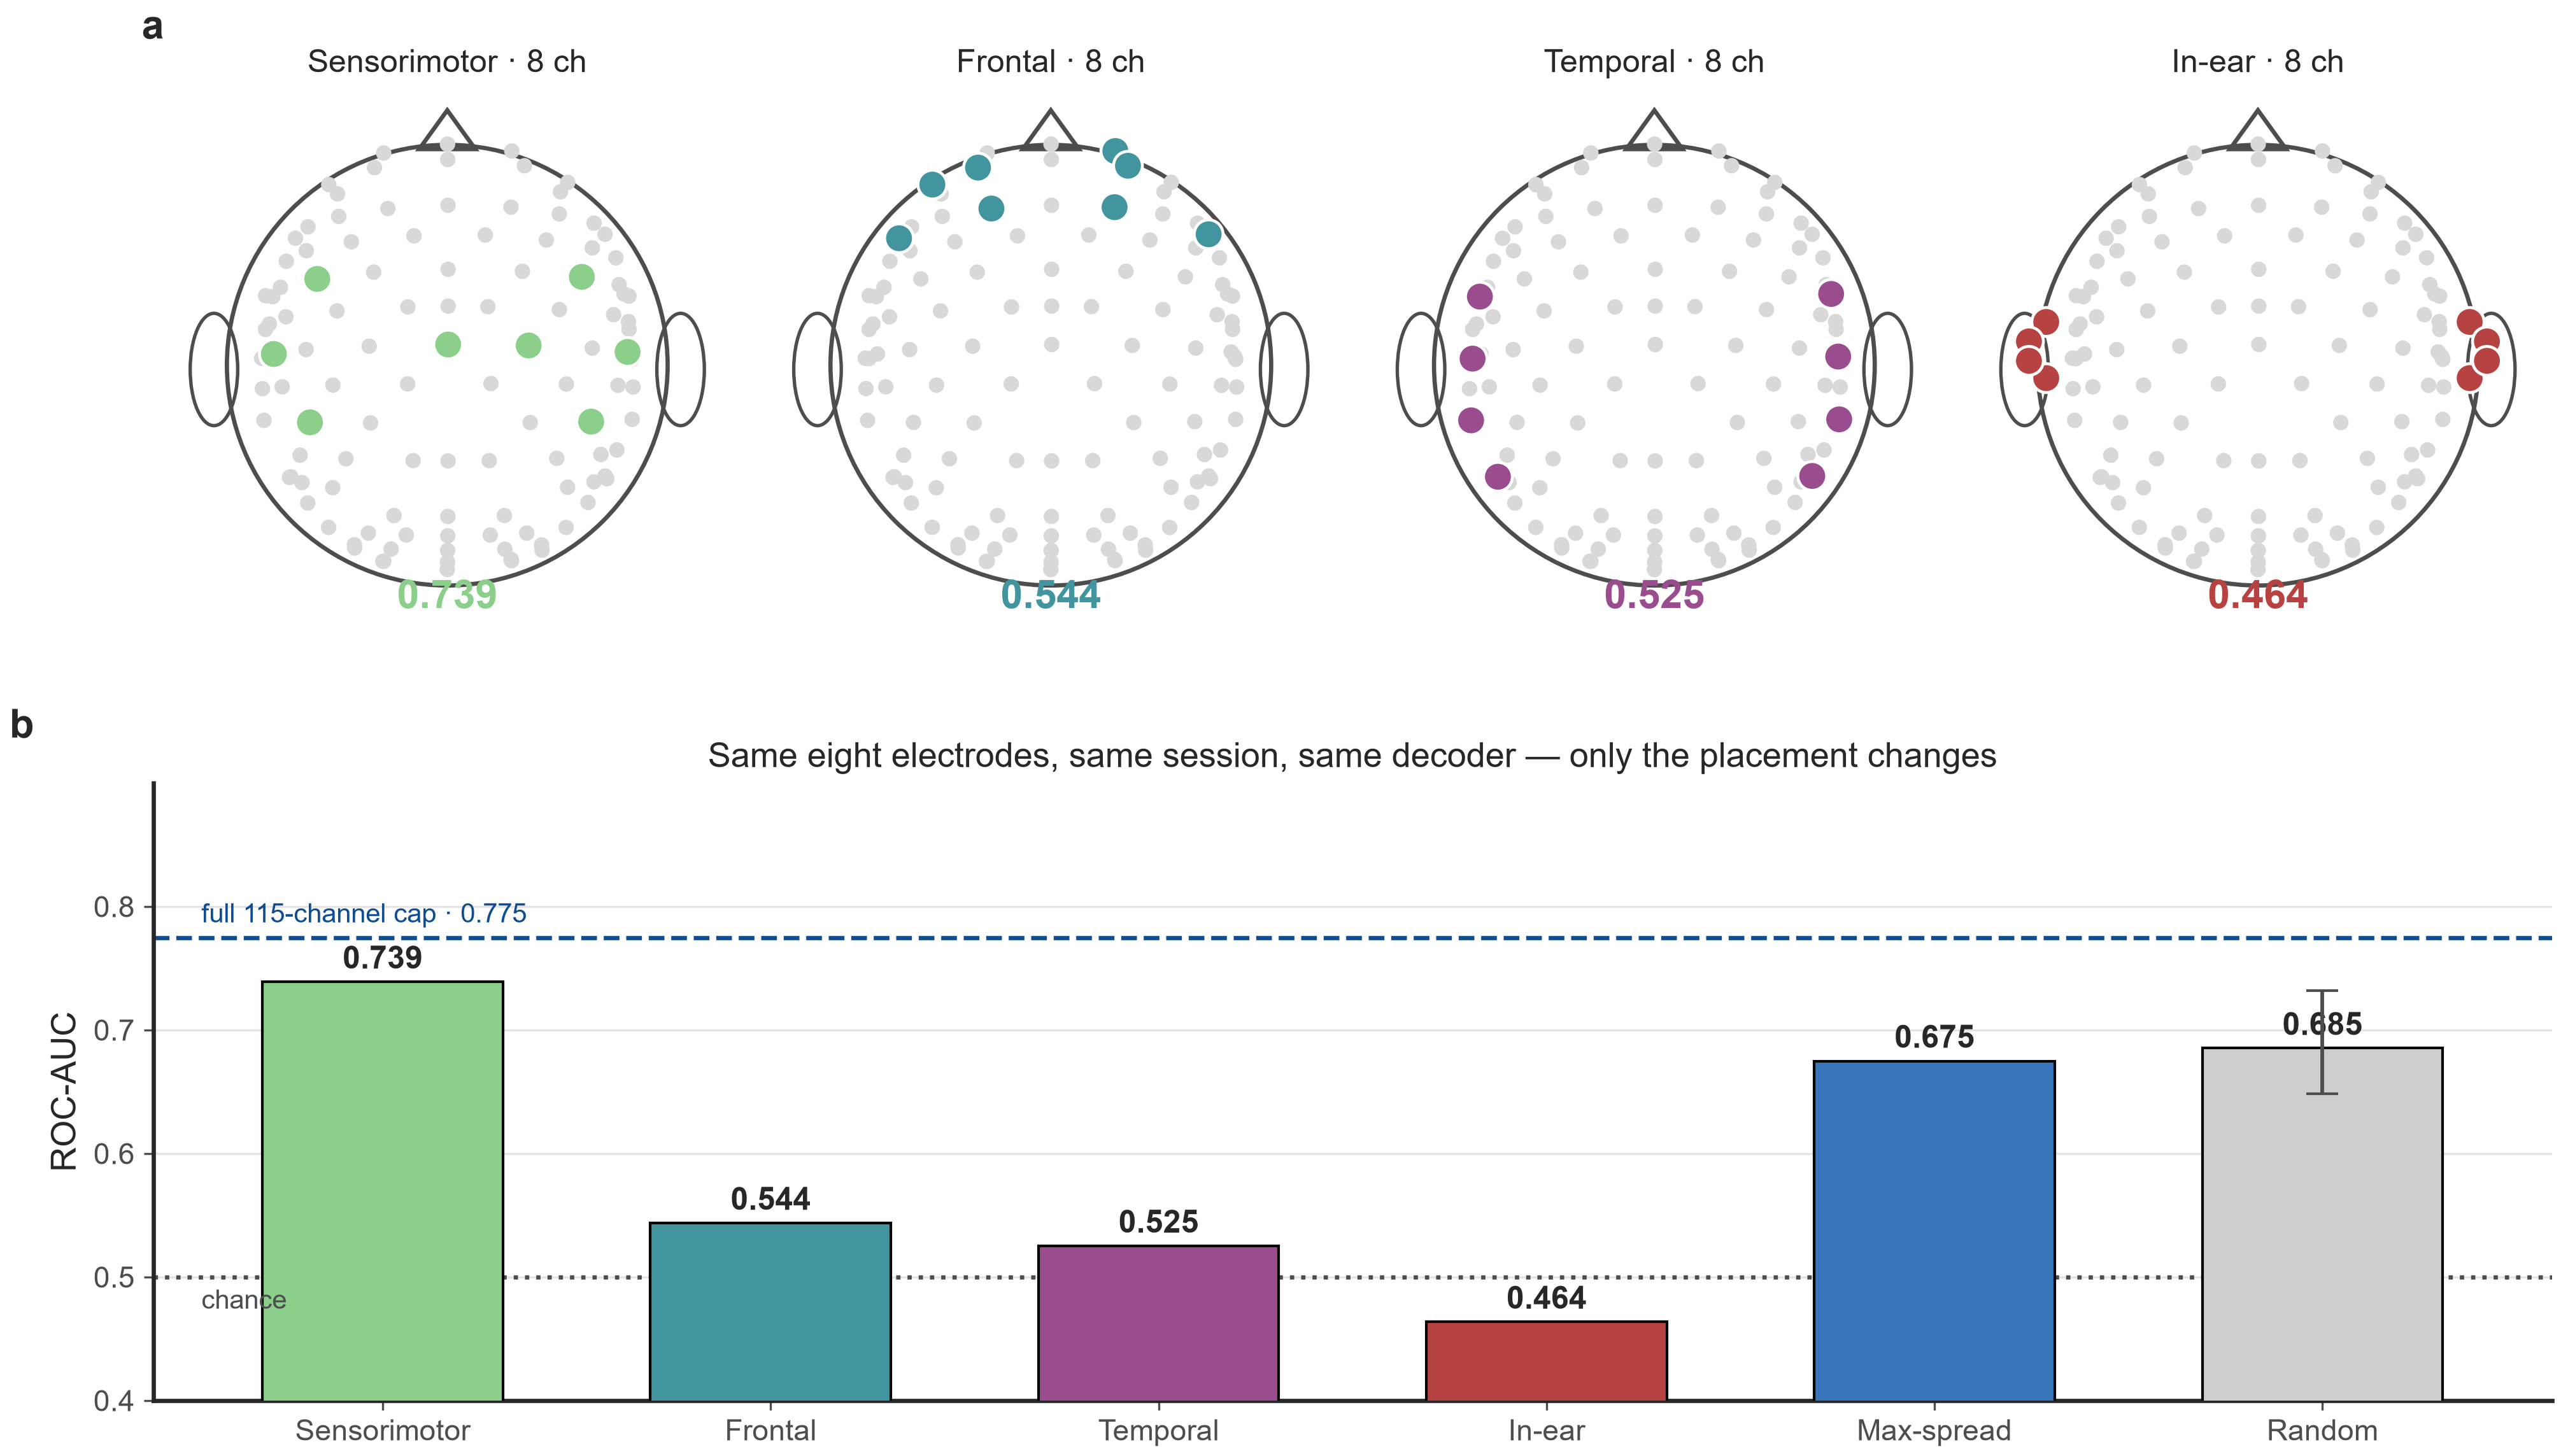 a
Sensorimotor · 8 ch
Frontal · 8 ch
Temporal · 8 ch
In-ear · 8 ch
0.739
0.544
0.525
0.464
b
Same eight electrodes, same session, same decoder — only the placement changes
ROC-AUC
0.8
0.7
0.6
0.5
0.4
full 115-channel cap · 0.775
chance
0.739
0.544
0.525
0.464
0.675
0.685
Sensorimotor
Frontal
Temporal
In-ear
Max-spread
Random